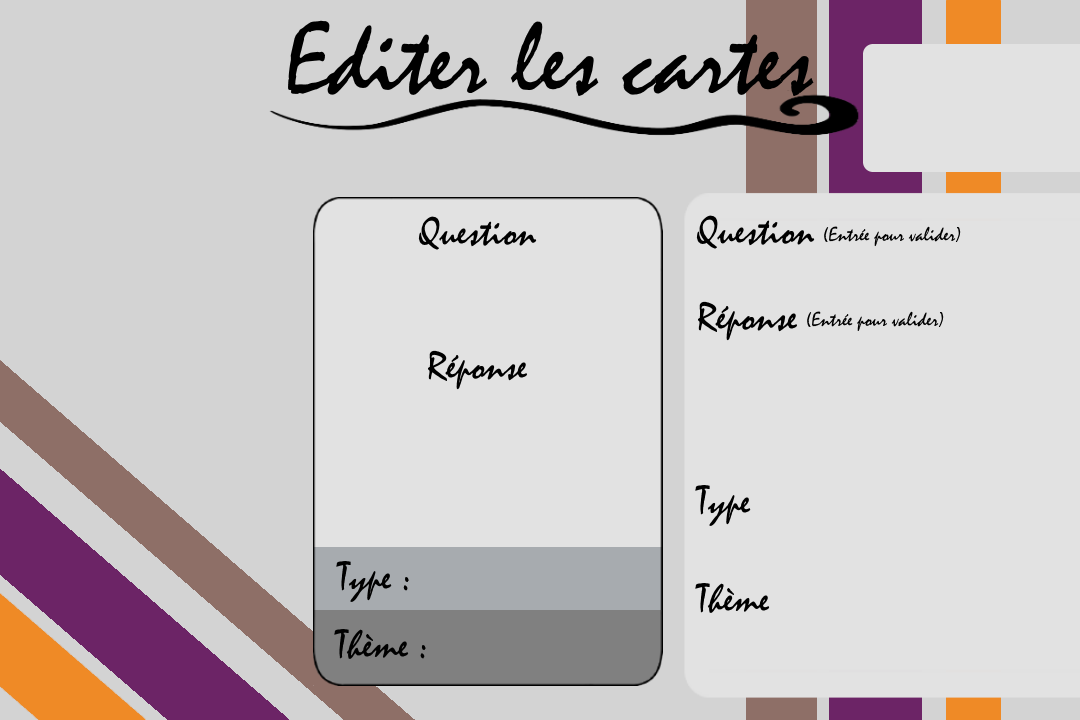 Editer les cartes
Question
Réponse
Type :
Thème :
Question (Entrée pour valider)
Réponse (Entrée pour valider)
Type
Thème